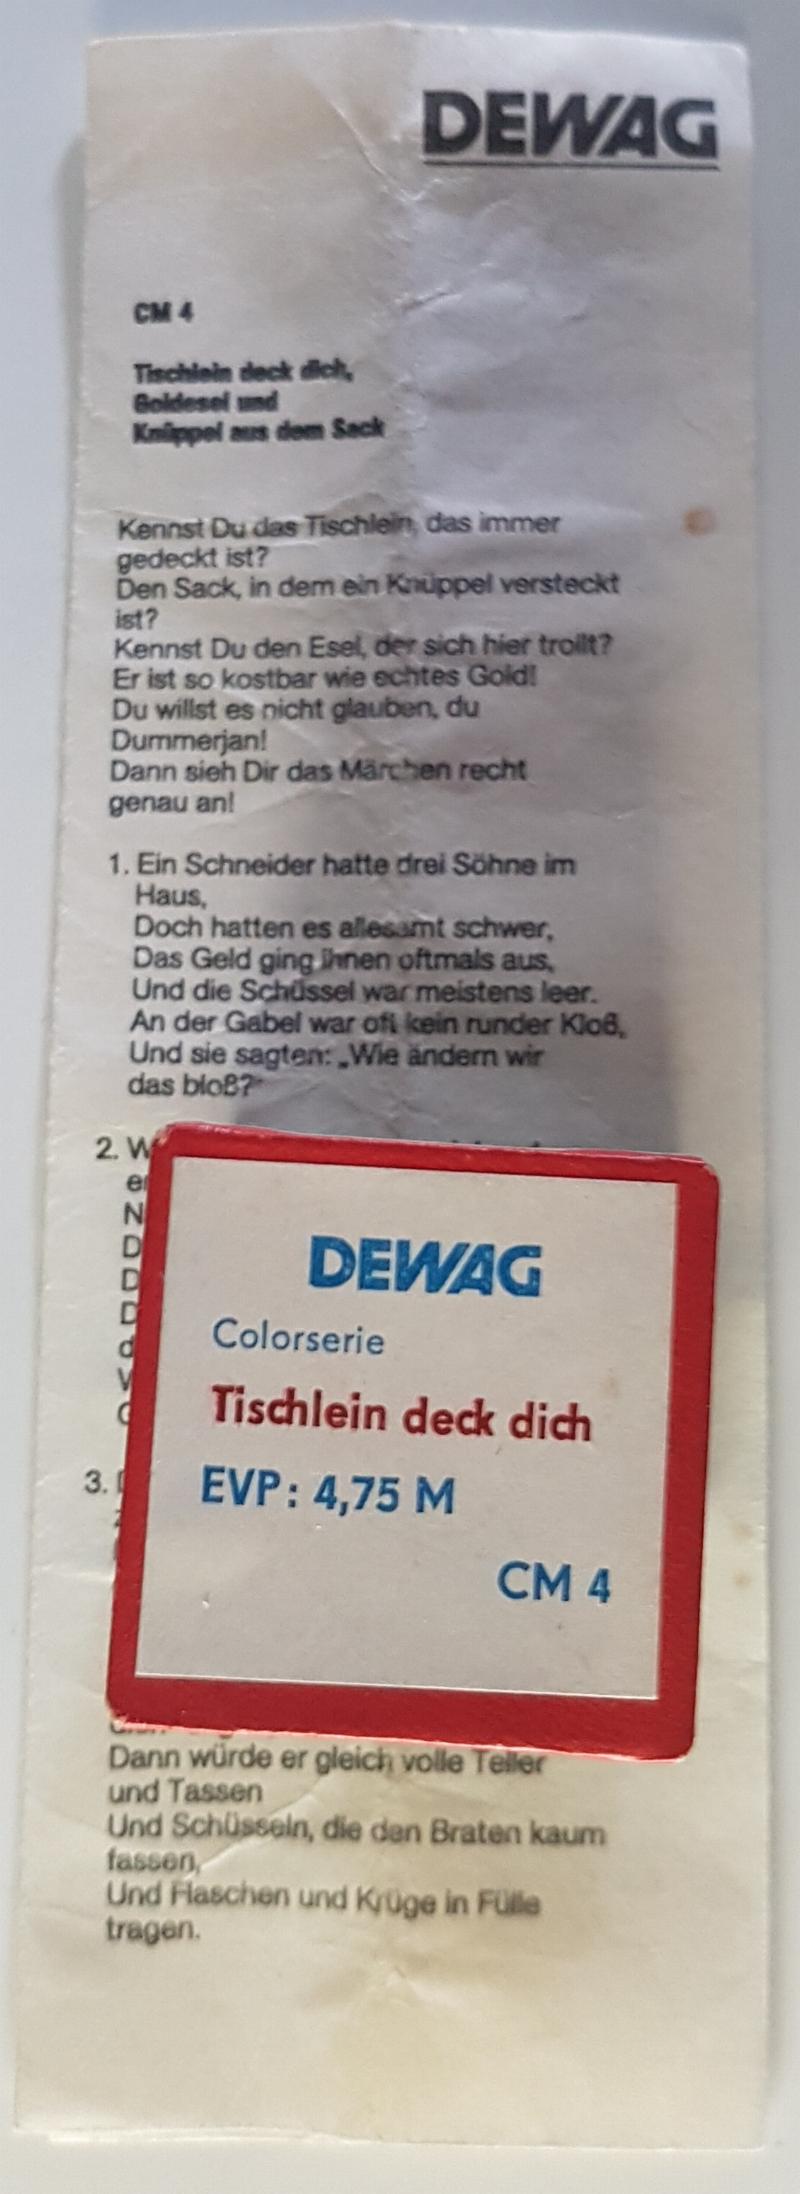 DEWAG
CM 4
Tischlein deck dich,
Goldesel und
Knüppel aus dem Sack
Kennst Du das Tischlein, das immer
gedeckt ist?
Den Sack, in dem ein Knüppel versteckt
ist?
Kennst Du den Esel, der sich hier trollt?
Er ist so kostbar wie echtes Gold!
Du willst es nicht glauben, du
Dummerjan!
Dann sieh Dir das Märchen recht
genau an!
1. Ein Schneider hatte drei Söhne im
Haus,
Doch hatten es allesamt schwer,
Das Geld ging ihnen oftmals aus,
Und die Schüssel war meistens leer.
An der Gabel war oft kein runder Kloß,
Und sie sagten: „Wie ändern wir
das bloß?"
2. W
e
N
D
D
D
d
3.
DEWAG
Colorserie
Tischlein deck dich
EVP: 4,75 M
CM 4
Dann würde er gleich volle Teller
und Tassen
Und Schüsseln, die den Braten kaum
fassen,
Und Flaschen und Krüge in Fülle
tragen.